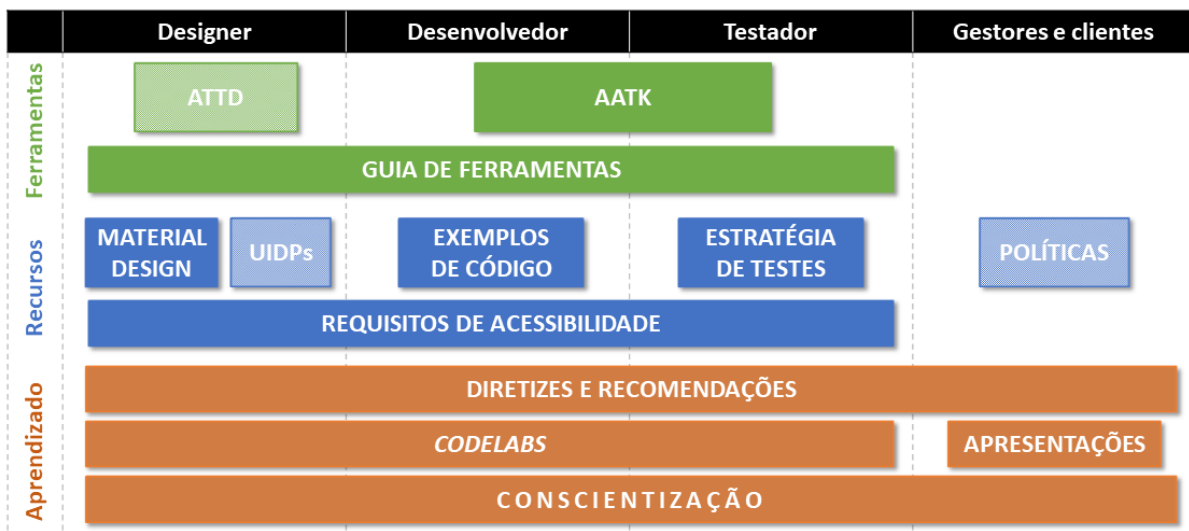 Designer
Desenvolvedor
Testador
Gestores e clientes
Ferramentas
ATTD
AATK
GUIA DE FERRAMENTAS
Recursos
MATERIAL
DESIGN
UIDPs
EXEMPLOS
DE CÓDIGO
ESTRATÉGIA
DE TESTES
POLÍTICAS
REQUISITOS DE ACESSIBILIDADE
Aprendizado
DIRETIZES E RECOMENDAÇÕES
CODELABS
APRESENTAÇÕES
CONSCIENTIZAÇÃO